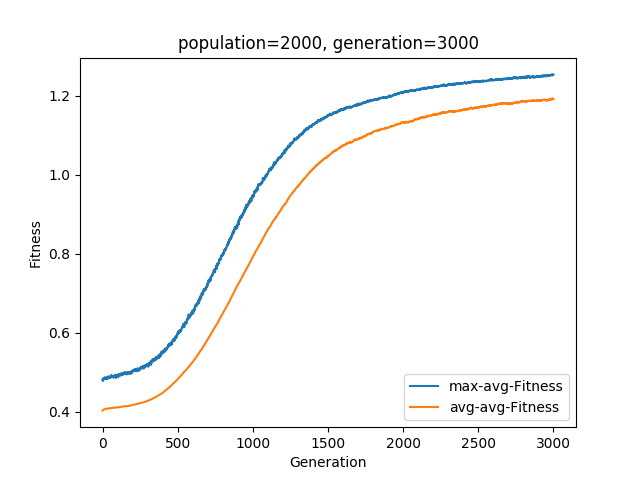 population=2000, generation=3000
Fitness
1.2
1.0
0.8
0.6
0.4
max-avg-Fitness
avg-avg-Fitness
0 500 1000 1500 2000 2500 3000
Generation